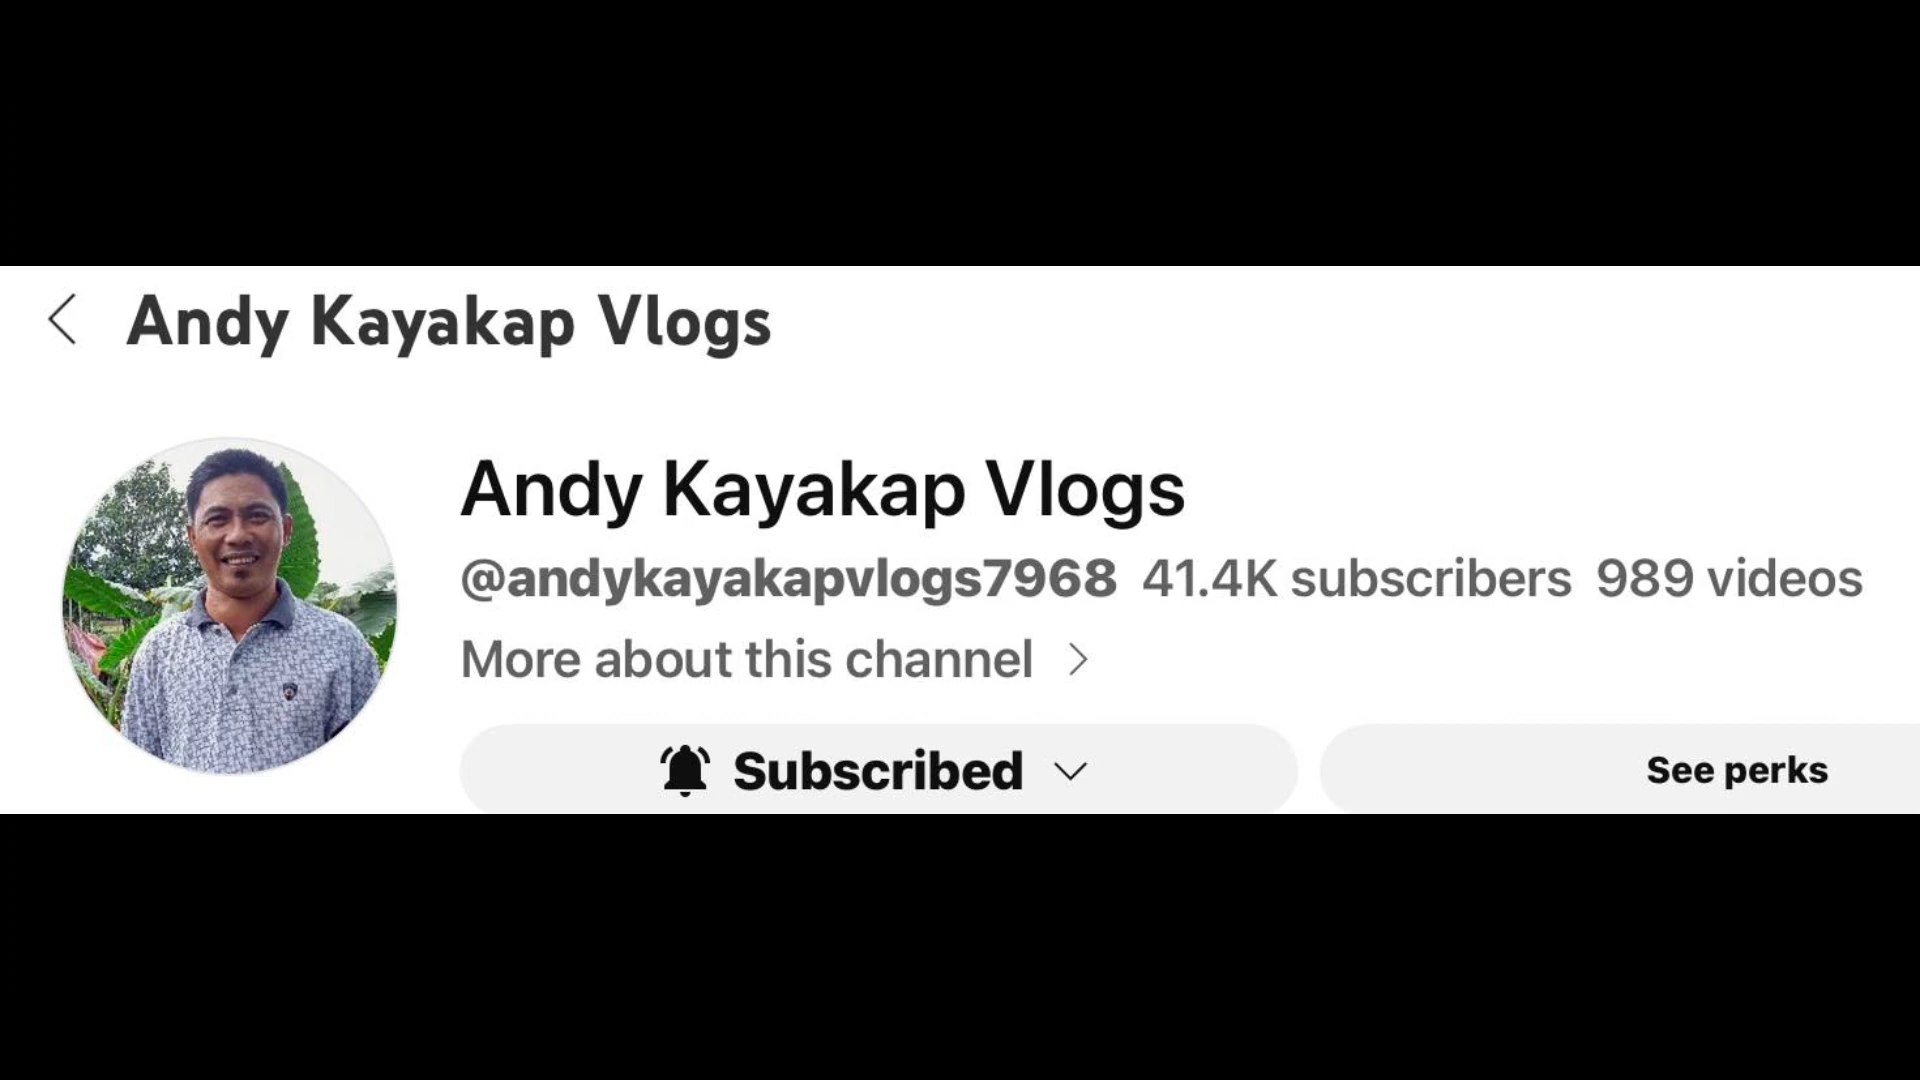 Andy Kayakap Vlogs
Andy Kayakap Vlogs
@andykayakapvlogs7968 41.4K subscribers 989 videos
More about this channel
Subscribed
See perks